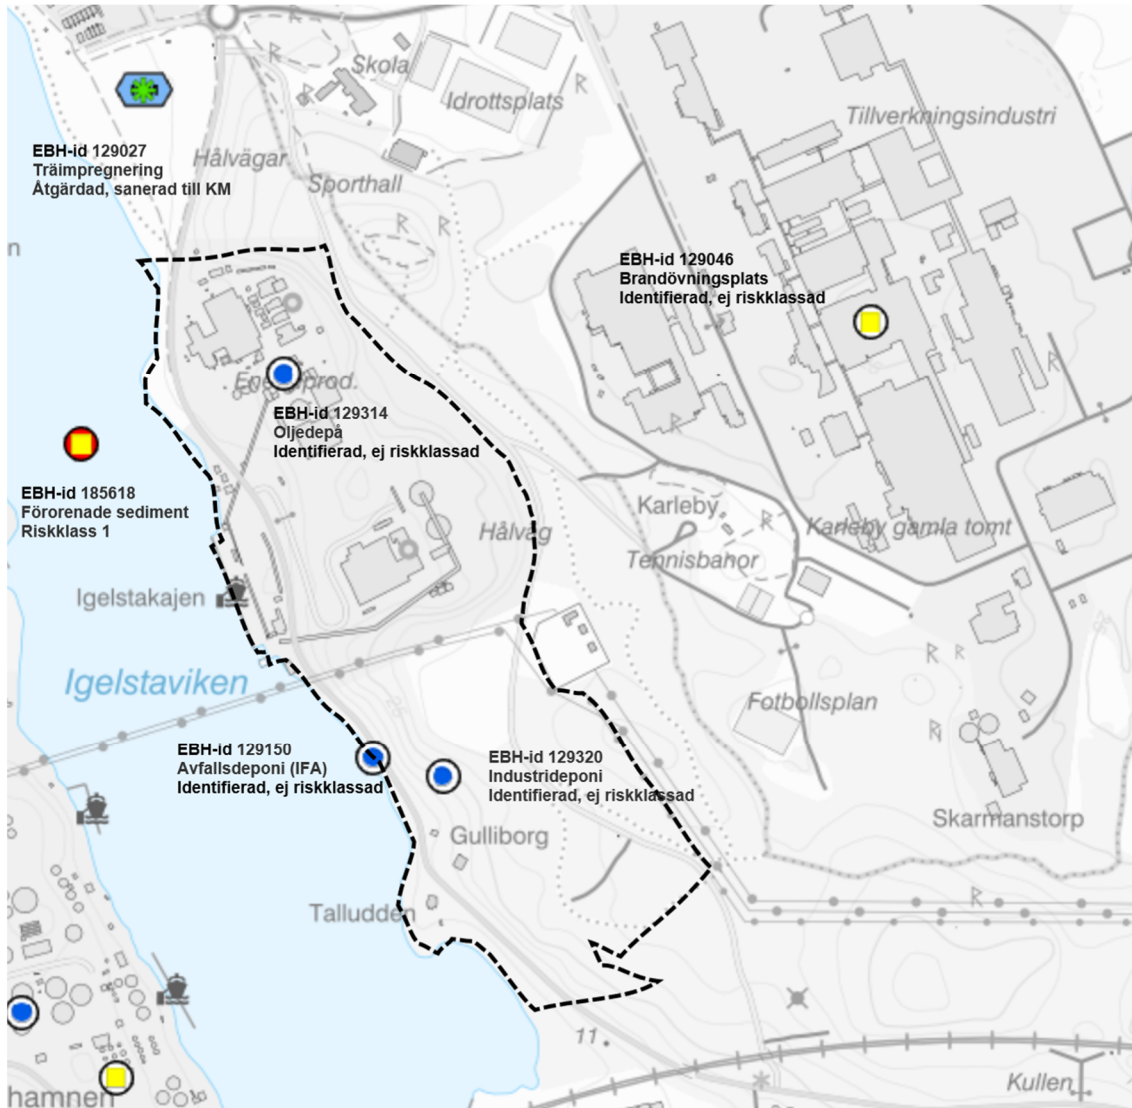 Skola
Idrottsplats
Tillverkningsindustri
EBH-id 129027
Träimpregnering
Åtgärdad, sanerad till KM
Hålvägar
Sporthall
n
EBH-id 129046
Brandövningsplats
Identifierad, ej riskklassad
EBH-id 129314
Oljedepå
Identifierad, ej riskklassad
EBH-id 185618
Förorenade sediment
Riskklass 1
Hålväg
Karleby
Karleby gamla tomt
Tennisbanor
Igelstakajen
Igelstaviken
Fotbollsplan
EBH-id 129150
Avfallsdeponi (IFA)
Identifierad, ej riskklassad
EBH-id 129320
Industrideponi
Identifierad, ej riskklassad
Gulliborg
Skarmanstorp
Talludden
11
Kullen
hamnen